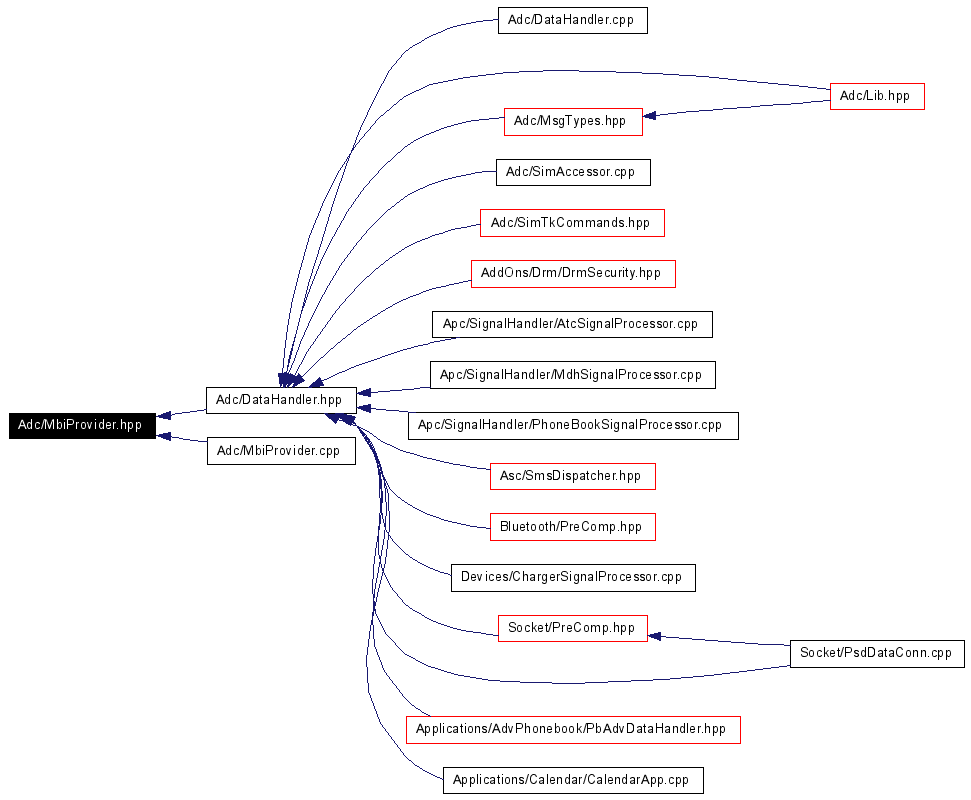 Adc/DataHandler.cpp
Adc/Lib.hpp
Adc/MsgTypes.hpp
Adc/SimAccessor.cpp
Adc/SimTkCommands.hpp
AddOns/Drm/DrmSecurity.hpp
Apc/SignalHandler/AtcSignalProcessor.cpp
Apc/SignalHandler/MdhSignalProcessor.cpp
Adc/DataHandler.hpp
Adc/MbiProvider.hpp
Apc/SignalHandler/PhoneBookSignalProcessor.cpp
Adc/MbiProvider.cpp
Asc/SmsDispatcher.hpp
Bluetooth/PreComp.hpp
Devices/ChargerSignalProcessor.cpp
Socket/PreComp.hpp
Socket/PsdDataConn.cpp
Applications/AdvPhonebook/PbAdvDataHandler.hpp
Applications/Calendar/CalendarApp.cpp